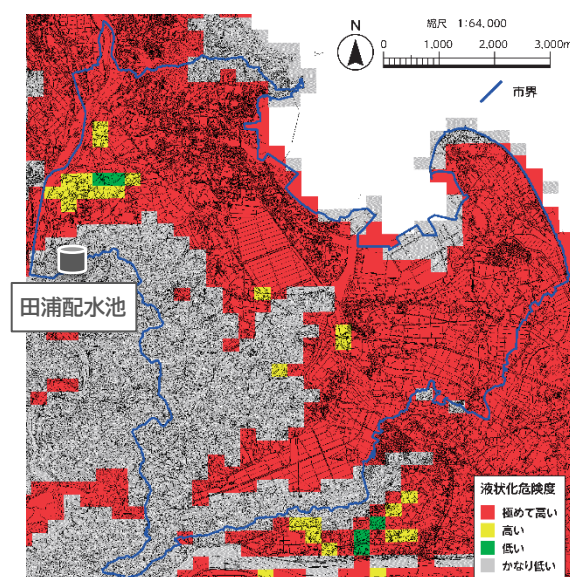 N
縮尺 1:64,000
0 1,000 2,000 3,000m
市界
田浦配水池
液状化危険度
極めて高い
高い
低い
かなり低い